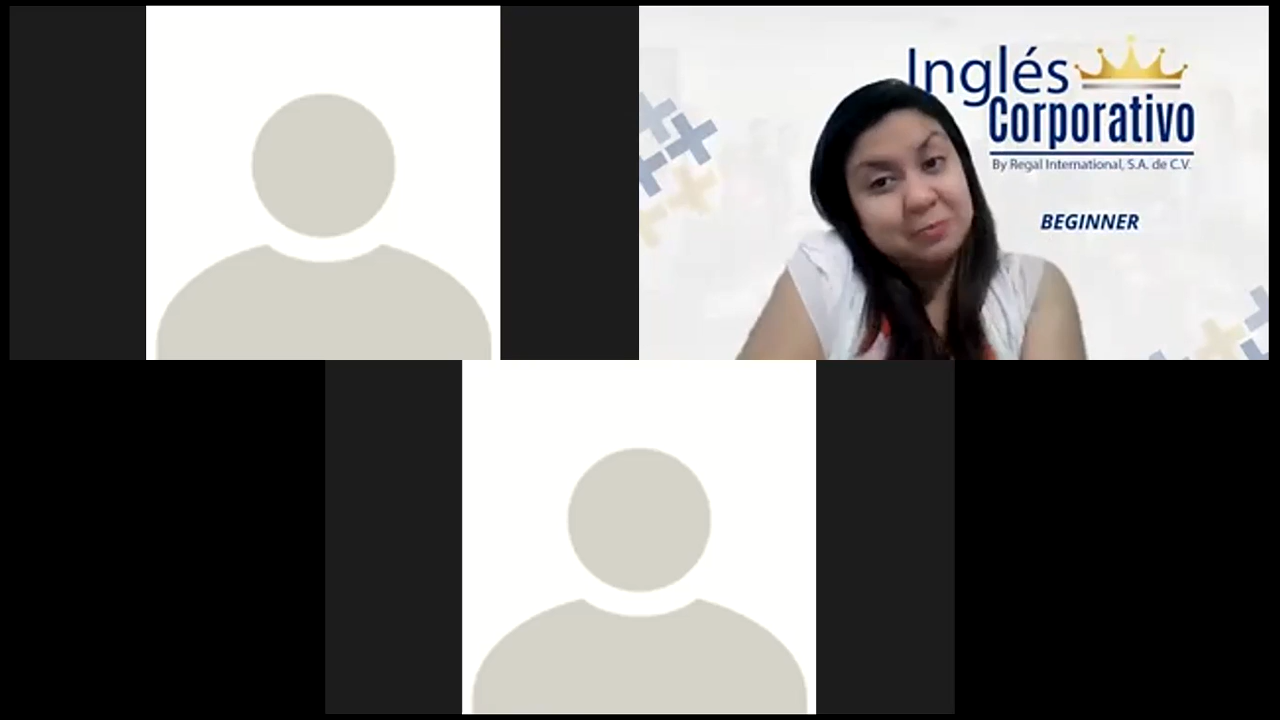 Inglés
Corporativo
By Regal International, S.A. de C.V.
BEGINNER